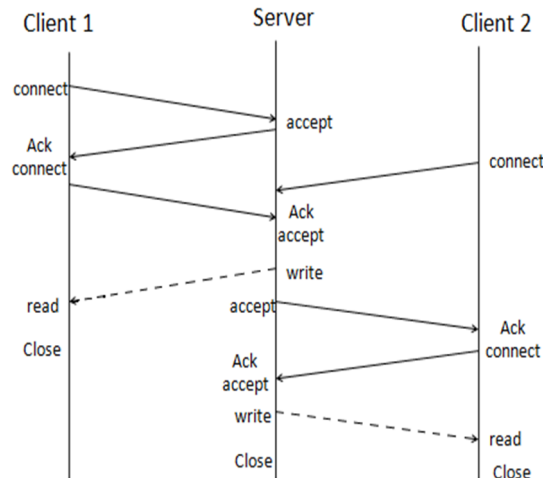 Client 1
Server
Client 2
connect
accept
Ack
connect
connect
Ack
accept
write
read
accept
Ack
connect
Close
Ack
accept
write
read
Close
Close